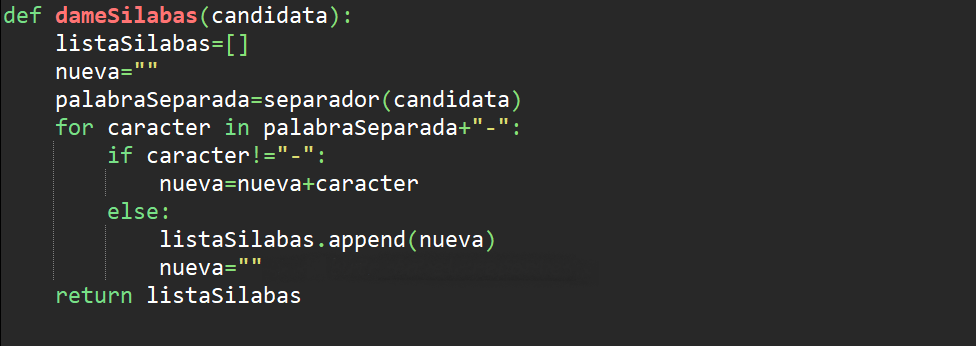 def dameSilabas(candidata):
    listaSilabas=[]
    nueva=""
    palabraSeparada=separador(candidata)
    for caracter in palabraSeparada+"-":
        if caracter!="-":
            nueva=nueva+caracter
        else:
            listaSilabas.append(nueva)
            nueva=""
    return listaSilabas